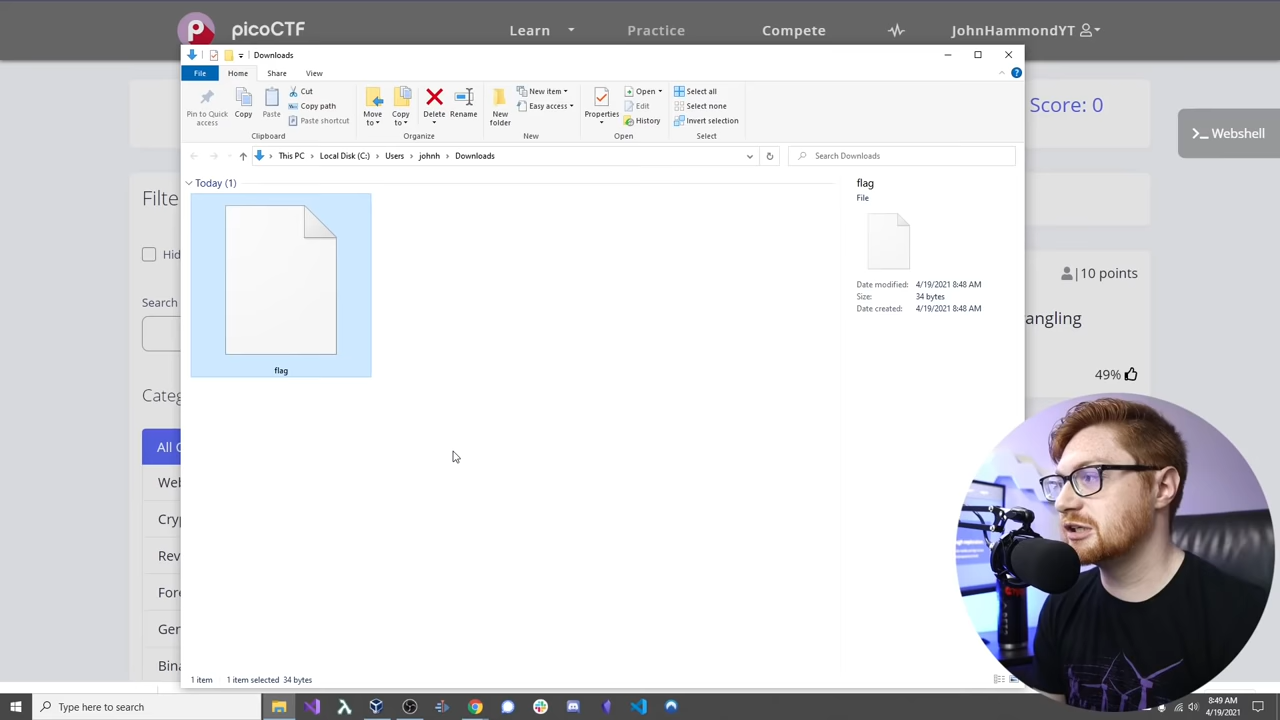 picoCTF
Learn
Practice
Compete
JohnHammondYT
Downloads
File
Home
Share
View
Pin to Quick access
Copy
Paste
Cut
Copy path
Paste shortcut
Clipboard
Move to
Copy to
Delete
Rename
Organize
New folder
New item
Easy access
New
Properties
Open
Edit
History
Open
Select all
Select none
Invert selection
Select
This PC > Local Disk (C:) > Users > johnh > Downloads
Search Downloads
Score: 0
>_ Webshell
Today (1)
flag
flag
File
Date modified: 4/19/2021 8:48 AM
Size: 34 bytes
Date created: 4/19/2021 8:48 AM
Filte
Hid
Search
Categ
All
Web
Cryp
Rev
Fore
Gen
Bina
|10 points
angling
49%
1 item
1 item selected 34 bytes
Type here to search
8:49 AM
4/19/2021